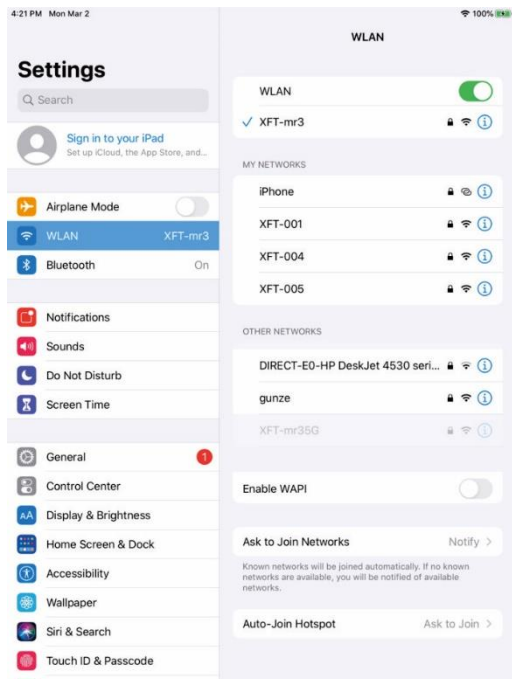 4:21 PM Mon Mar 2
100%
Settings
Search
Sign in to your iPad
Set up iCloud, the App Store, and...
Airplane Mode
WLAN XFT-mr3
Bluetooth On
Notifications
Sounds
Do Not Disturb
Screen Time
General 1
Control Center
AA Display & Brightness
Home Screen & Dock
Accessibility
Wallpaper
Siri & Search
Touch ID & Passcode
WLAN
WLAN
XFT-mr3
MY NETWORKS
iPhone
XFT-001
XFT-004
XFT-005
OTHER NETWORKS
DIRECT-E0-HP DeskJet 4530 seri...
gunze
XFT-mr35G
Enable WAPI
Ask to Join Networks Notify
Known networks will be joined automatically. If no known
networks are available, you will be notified of available
networks.
Auto-Join Hotspot Ask to Join